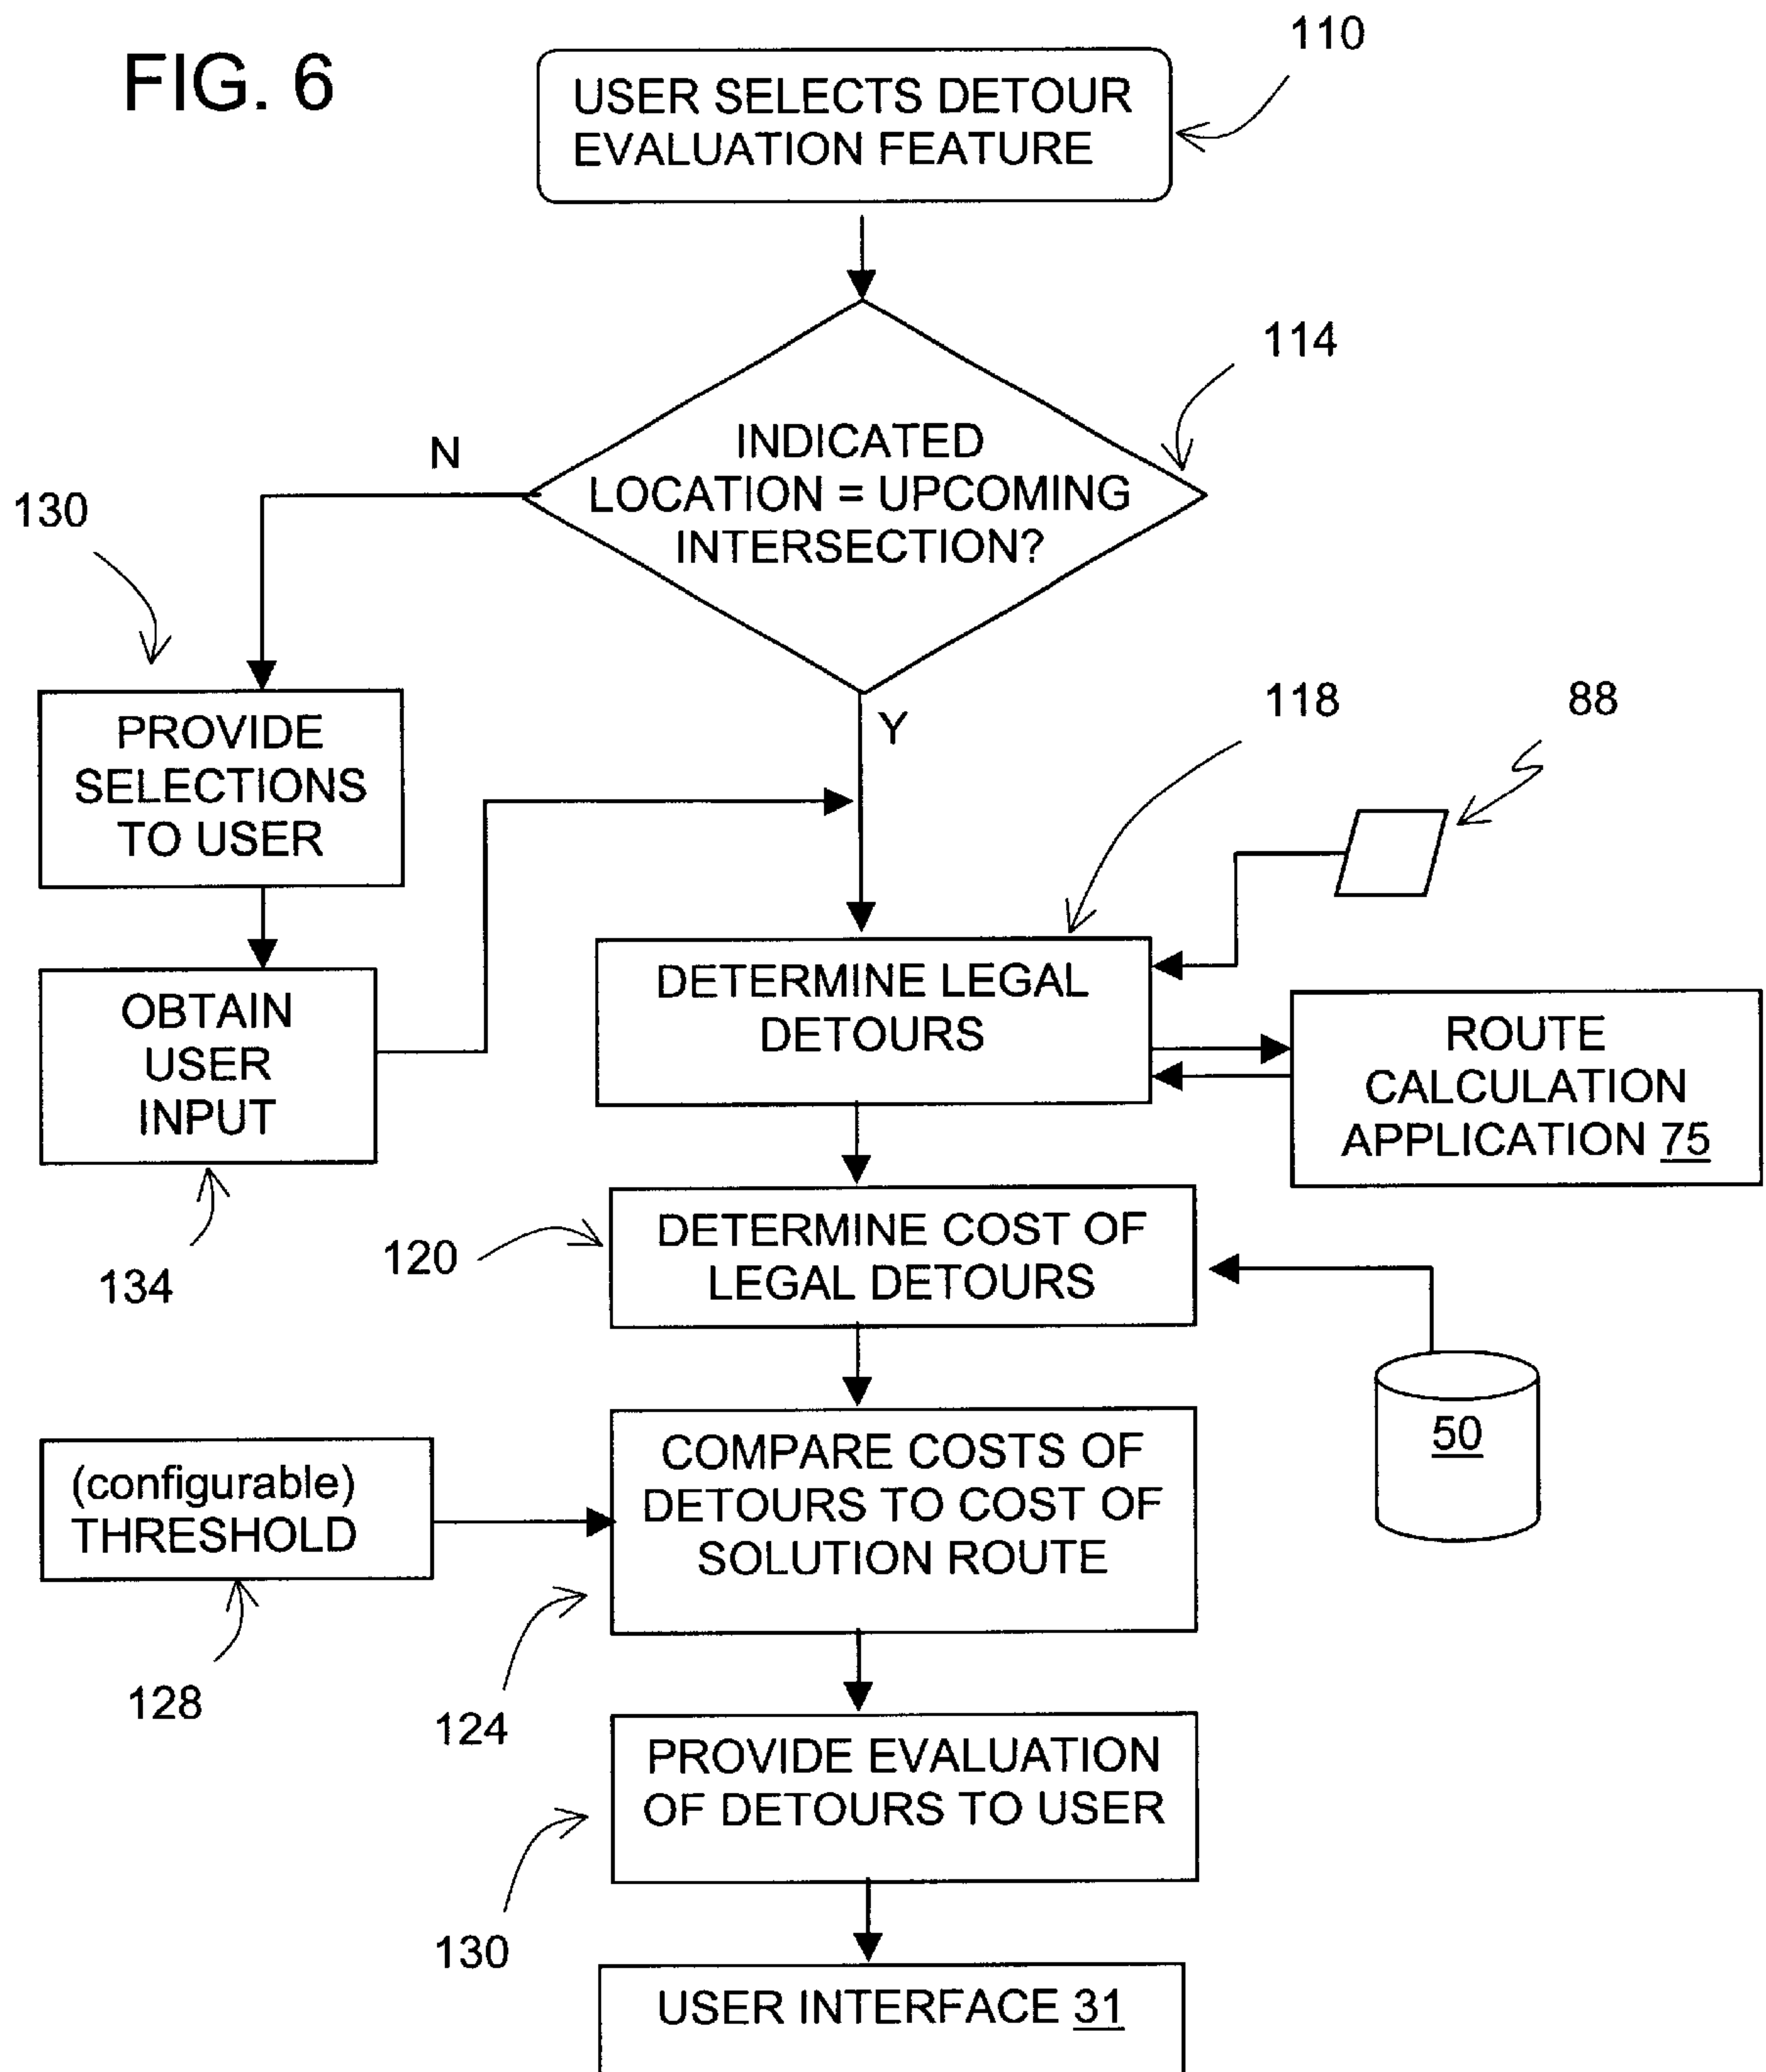 FIG. 6
110
USER SELECTS DETOUR
EVALUATION FEATURE
114
INDICATED
LOCATION = UPCOMING
INTERSECTION?
N
130
Y
118
88
PROVIDE
SELECTIONS
TO USER
OBTAIN
USER
INPUT
134
DETERMINE LEGAL
DETOURS
ROUTE
CALCULATION
APPLICATION 75
120
DETERMINE COST OF
LEGAL DETOURS
50
(configurable)
THRESHOLD
128
COMPARE COSTS OF
DETOURS TO COST OF
SOLUTION ROUTE
124
PROVIDE EVALUATION
OF DETOURS TO USER
130
USER INTERFACE 31